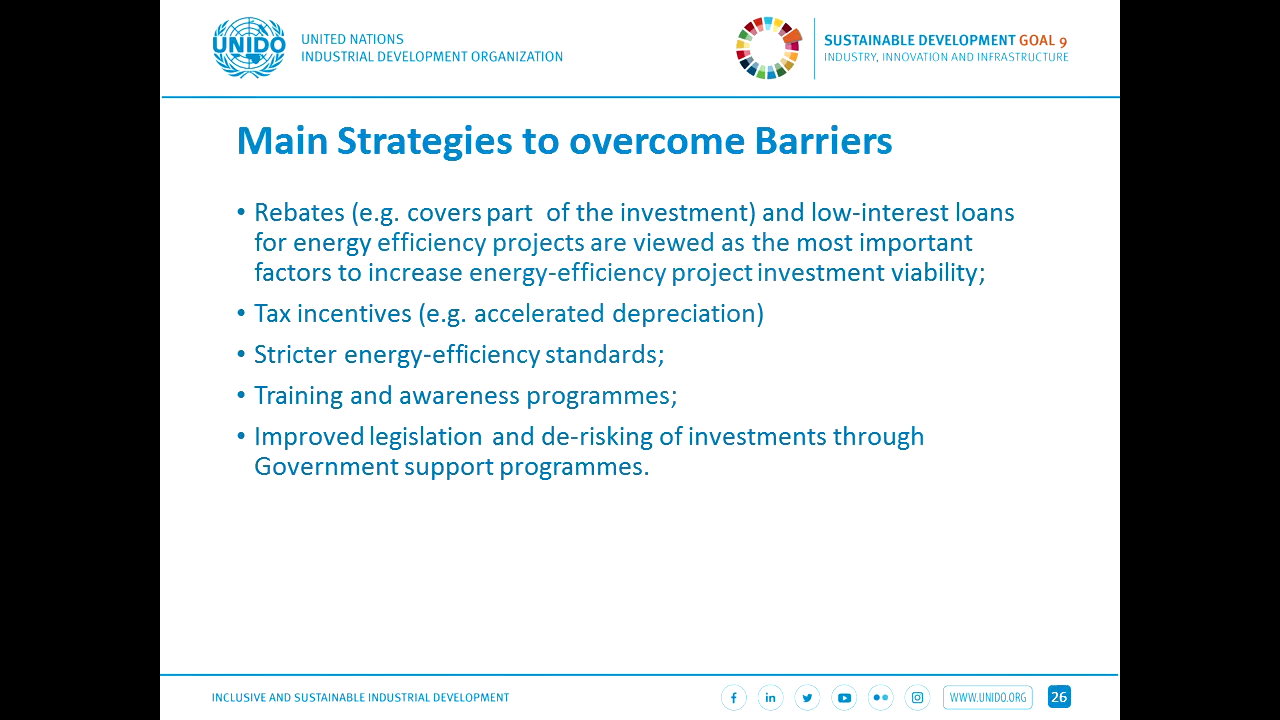 UNIDO
UNITED NATIONS
INDUSTRIAL DEVELOPMENT ORGANIZATION
SUSTAINABLE DEVELOPMENT GOAL 9
INDUSTRY, INNOVATION AND INFRASTRUCTURE
Main Strategies to overcome Barriers
• Rebates (e.g. covers part of the investment) and low-interest loans
for energy efficiency projects are viewed as the most important
factors to increase energy-efficiency project investment viability;
• Tax incentives (e.g. accelerated depreciation)
• Stricter energy-efficiency standards;
• Training and awareness programmes;
• Improved legislation and de-risking of investments through
Government support programmes.
INCLUSIVE AND SUSTAINABLE INDUSTRIAL DEVELOPMENT
WWW.UNIDO.ORG
26